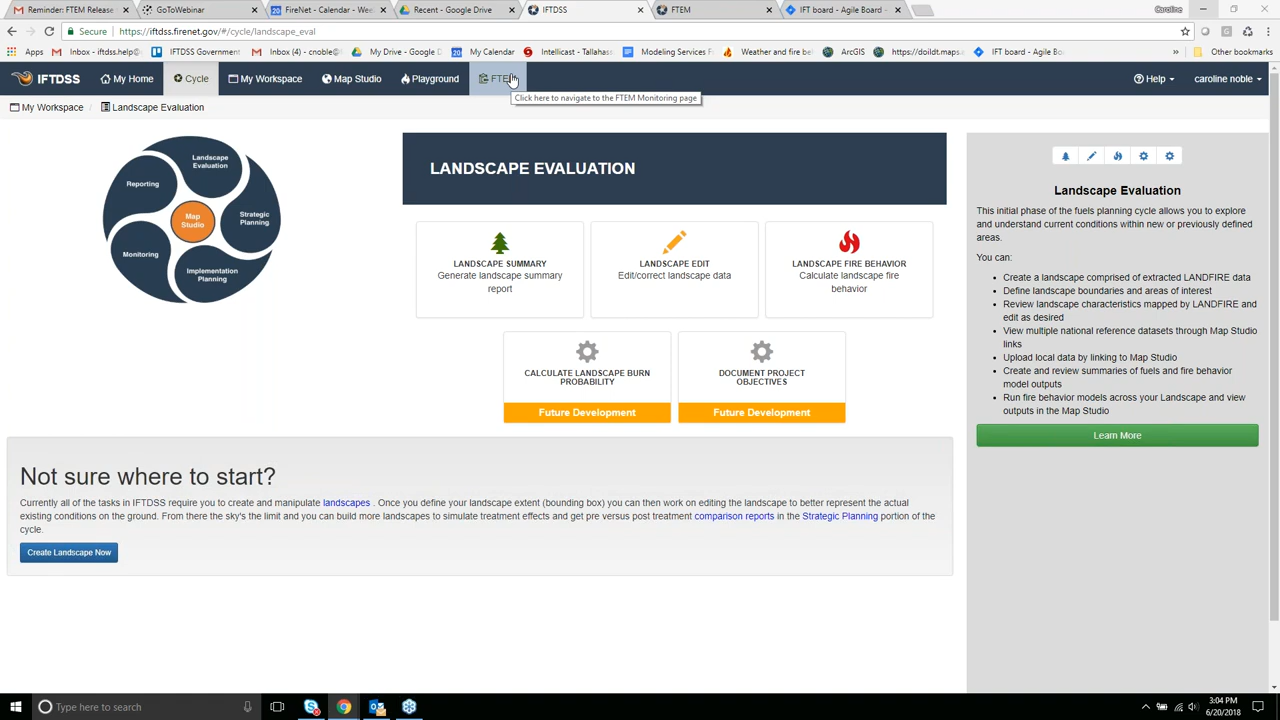 Reminder: FTEM Release
GoToWebinar
FireNet - Calendar - Wee
Recent - Google Drive
IFTDSS
FTEM
IFT board - Agile Board -
Caroline
Secure
https://iftdss.firenet.gov/#/cycle/landscape_eval
Apps
Inbox - iftdss.help@
IFTDSS Government
Inbox (4) - cnoble@
My Drive - Google D
My Calendar
Intellicast - Tallahass
Modeling Services F
Weather and fire be
ArcGIS
https://doildt.mped
IFT board - Agile Bo
Other bookmarks
IFTDSS
My Home
Cycle
My Workspace
Map Studio
Playground
FTEM
Help
caroline noble
Click here to navigate to the FTEM Monitoring page
My Workspace / Landscape Evaluation
Landscape
Evaluation
Reporting
Strategic
Planning
Map
Studio
Monitoring
Implementation
Planning
LANDSCAPE EVALUATION
LANDSCAPE SUMMARY
Generate landscape summary
report
LANDSCAPE EDIT
Edit/correct landscape data
LANDSCAPE FIRE BEHAVIOR
Calculate landscape fire
behavior
CALCULATE LANDSCAPE BURN
PROBABILITY
Future Development
DOCUMENT PROJECT
OBJECTIVES
Future Development
Landscape Evaluation
This initial phase of the fuels planning cycle allows you to explore
and understand current conditions within new or previously defined
areas.
You can:
Create a landscape comprised of extracted LANDFIRE data
Define landscape boundaries and areas of interest
Review landscape characteristics mapped by LANDFIRE and
edit as desired
View multiple national reference datasets through Map Studio
links
Upload local data by linking to Map Studio
Create and review summaries of fuels and fire behavior
model outputs
Run fire behavior models across your Landscape and view
outputs in the Map Studio
Learn More
Not sure where to start?
Currently all of the tasks in IFTDSS require you to create and manipulate landscapes . Once you define your landscape extent (bounding box) you can then work on editing the landscape to better represent the actual
existing conditions on the ground. From there the sky's the limit and you can build more landscapes to simulate treatment effects and get pre versus post treatment comparison reports in the Strategic Planning portion of the
cycle.
Create Landscape Now
Type here to search
3:04 PM
6/20/2018